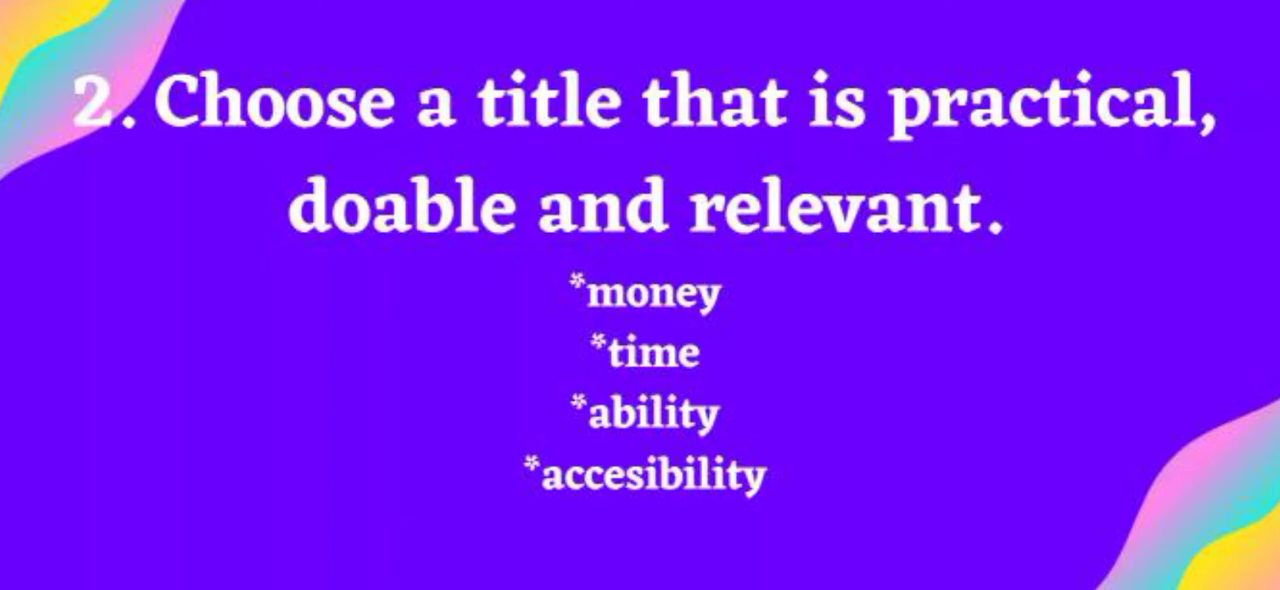 2. Choose a title that is practical,
doable and relevant.
*money
*time
*ability
*accesibility